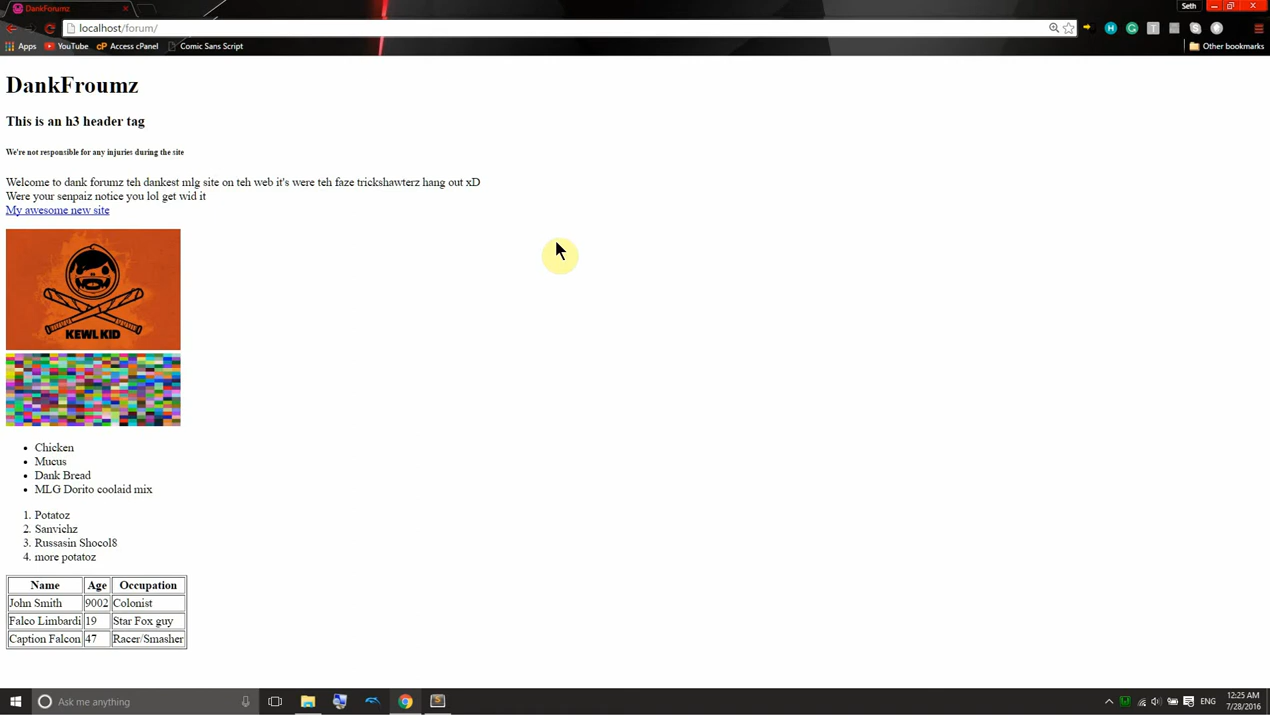 DankForumz
Seth
localhost/forum/
Apps YouTube cP Access cPanel Comic Sans Script Other bookmarks
DankFroumz
This is an h3 header tag
We're not responsible for any injuries during the site
Welcome to dank forumz teh dankest mlg site on teh web it's were teh faze trickshawterz hang out xD
Were your senpaiz notice you lol get wid it
My awesome new site
KEWL KID
Chicken
Mucus
Dank Bread
MLG Dorito coolaid mix
1. Potatoz
2. Sanvichz
3. Russasin Shocol8
4. more potatoz
Name Age Occupation
John Smith 9002 Colonist
Falco Limbardi 19 Star Fox guy
Caption Falcon 47 Racer/Smasher
Ask me anything
ENG
12:25 AM
7/28/2016